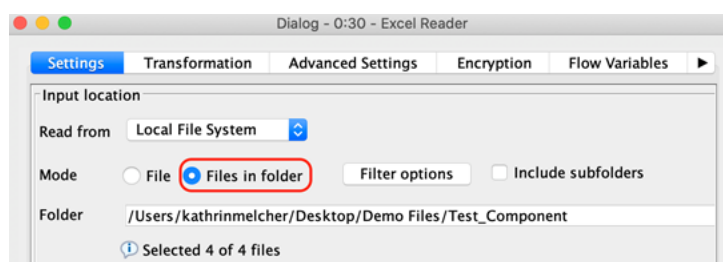 Dialog - 0:30 - Excel Reader
Settings Transformation Advanced Settings Encryption Flow Variables
Input location
Read from Local File System
Mode File Files in folder Filter options Include subfolders
Folder /Users/kathrinmelcher/Desktop/Demo Files/Test_Component
Selected 4 of 4 files